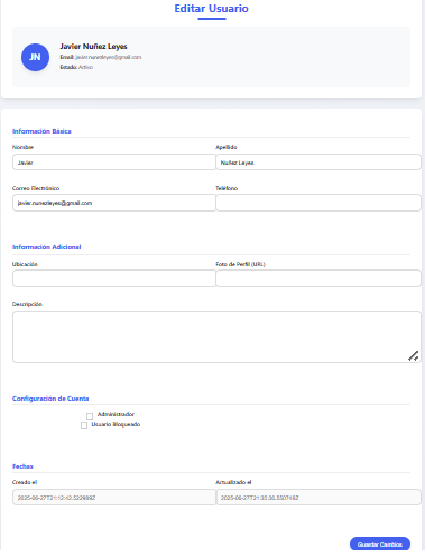 Editar Usuario
JN
Javier Nuñez Leyes
Email: javier.nunezleyes@gmail.com
Estado: Activo
Información Básica
Nombre Apellido
Javier Nuñez Leyes
Correo Electrónico Teléfono
javier.nunezleyes@gmail.com
Información Adicional
Ubicación Foto de Perfil (URL)
Descripción
Configuración de Cuenta
Administrador
Usuario Bloqueado
Fechas
Creado el Actualizado el
Guardar Cambios